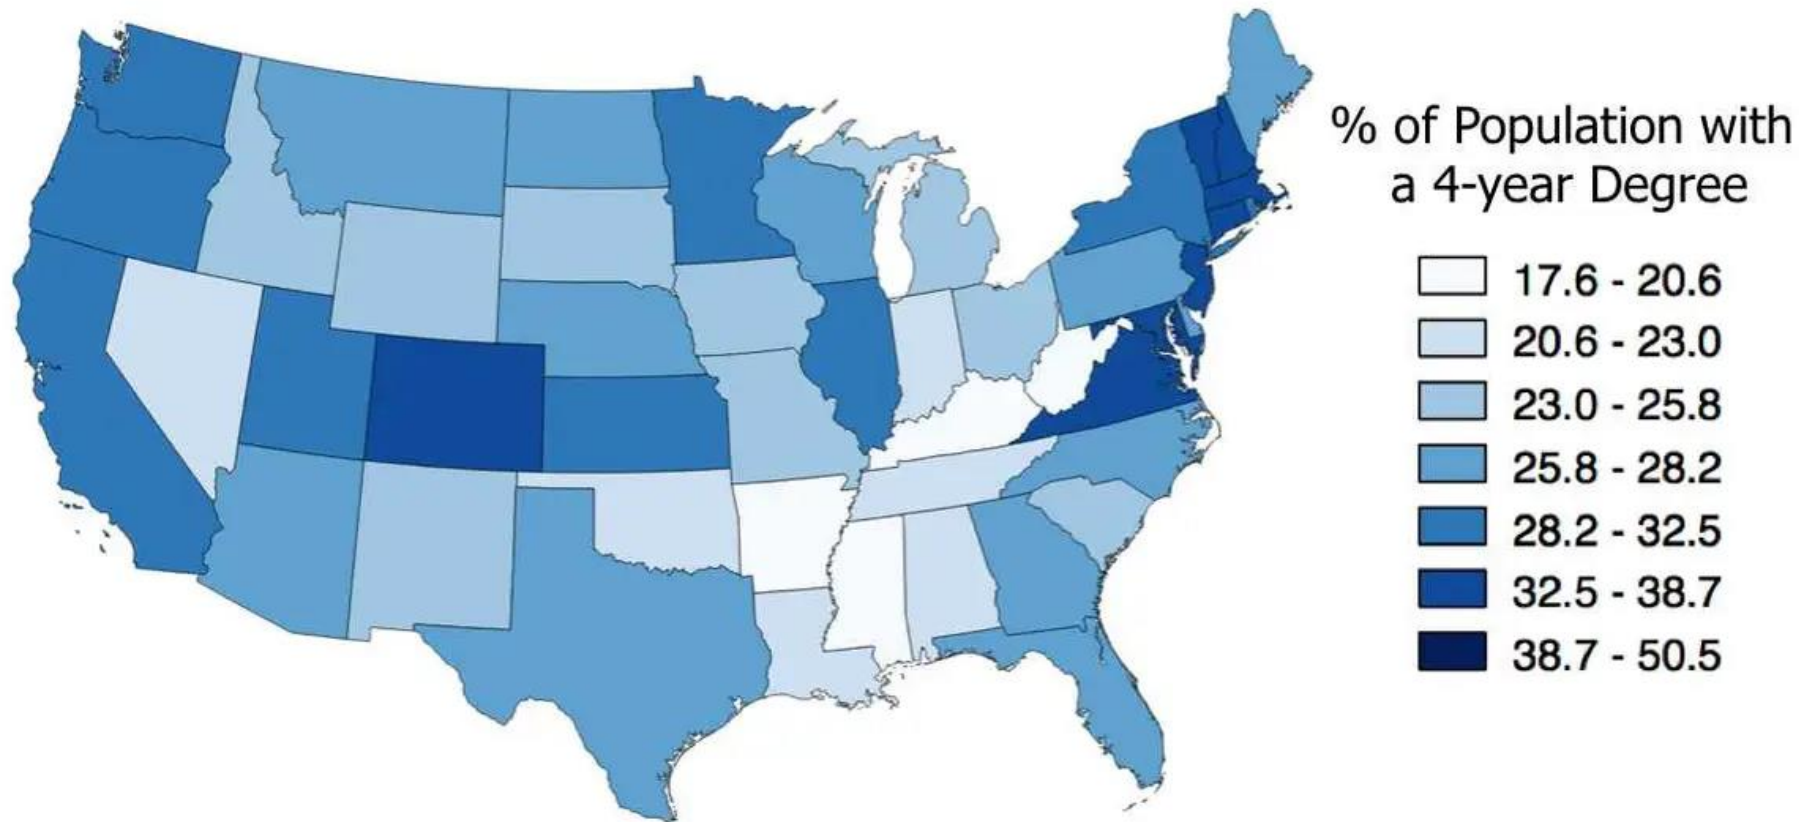 % of Population with
a 4-year Degree
17.6 - 20.6
20.6 - 23.0
23.0 - 25.8
25.8 - 28.2
28.2 - 32.5
32.5 - 38.7
38.7 - 50.5